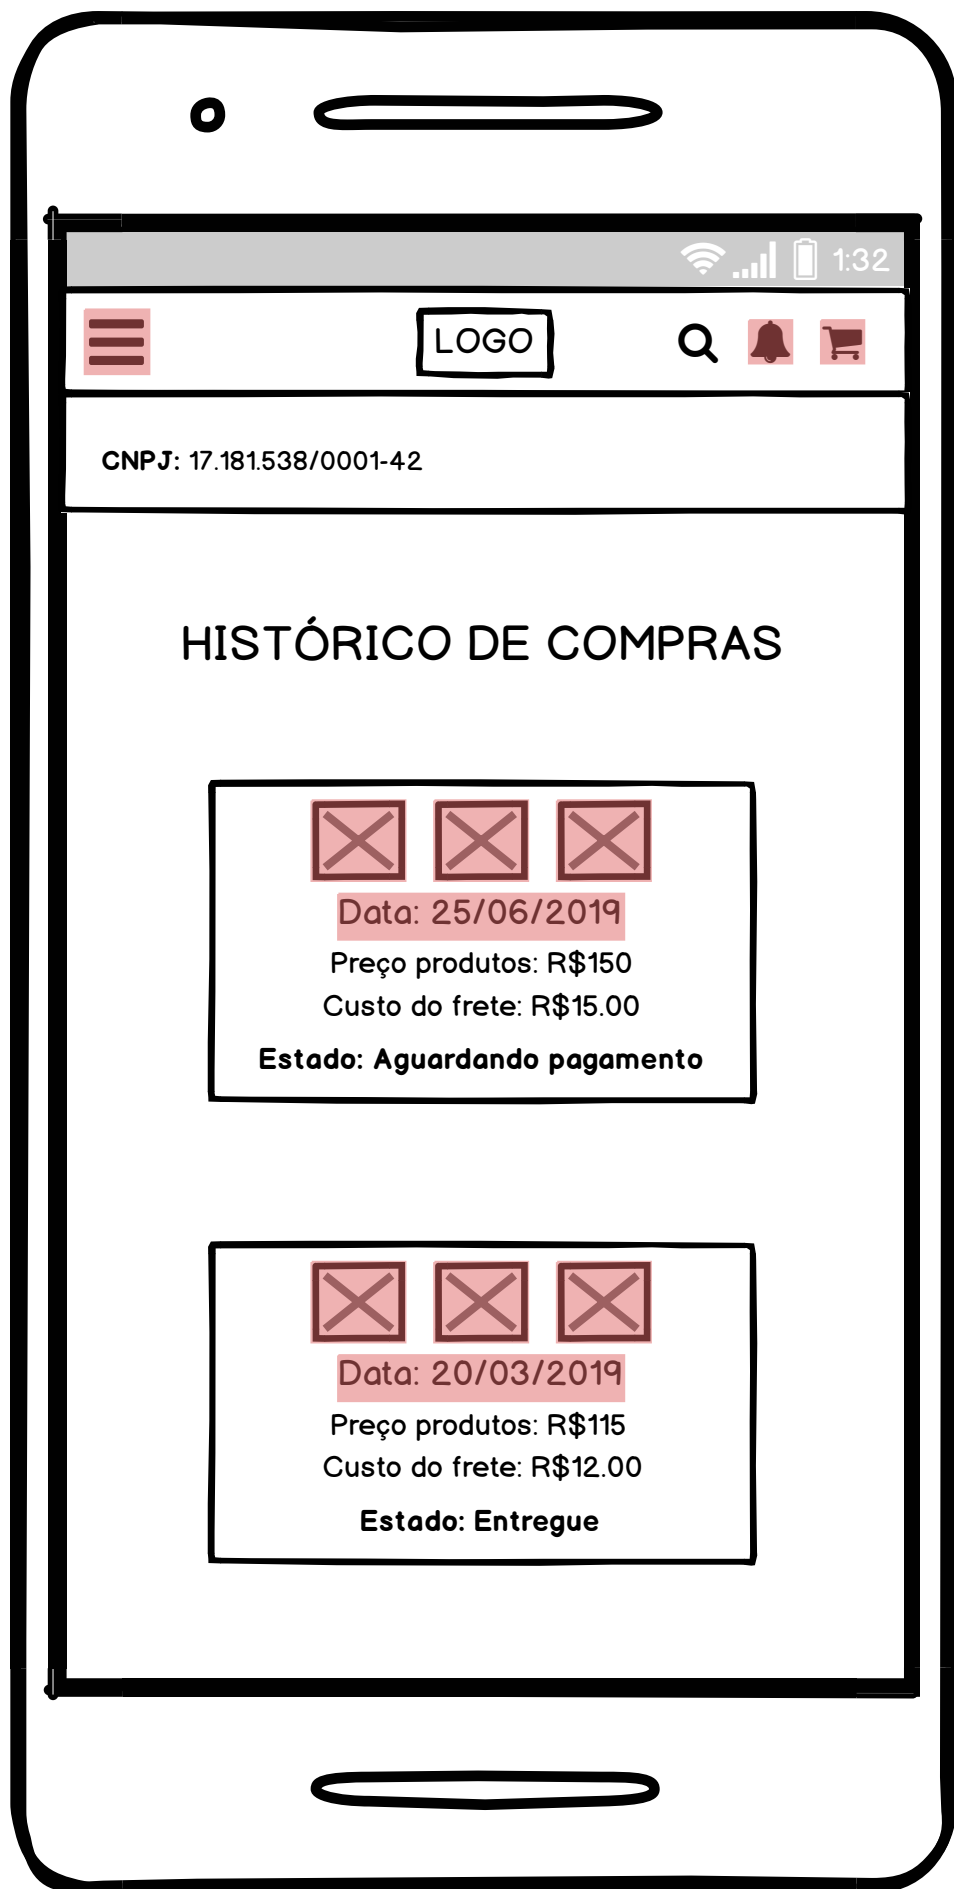 1:32
LOGO
CNPJ: 17.181.538/0001-42
HISTÓRICO DE COMPRAS
Data: 25/06/2019
Preço produtos: R$150
Custo do frete: R$15.00
Estado: Aguardando pagamento
Data: 20/03/2019
Preço produtos: R$115
Custo do frete: R$12.00
Estado: Entregue